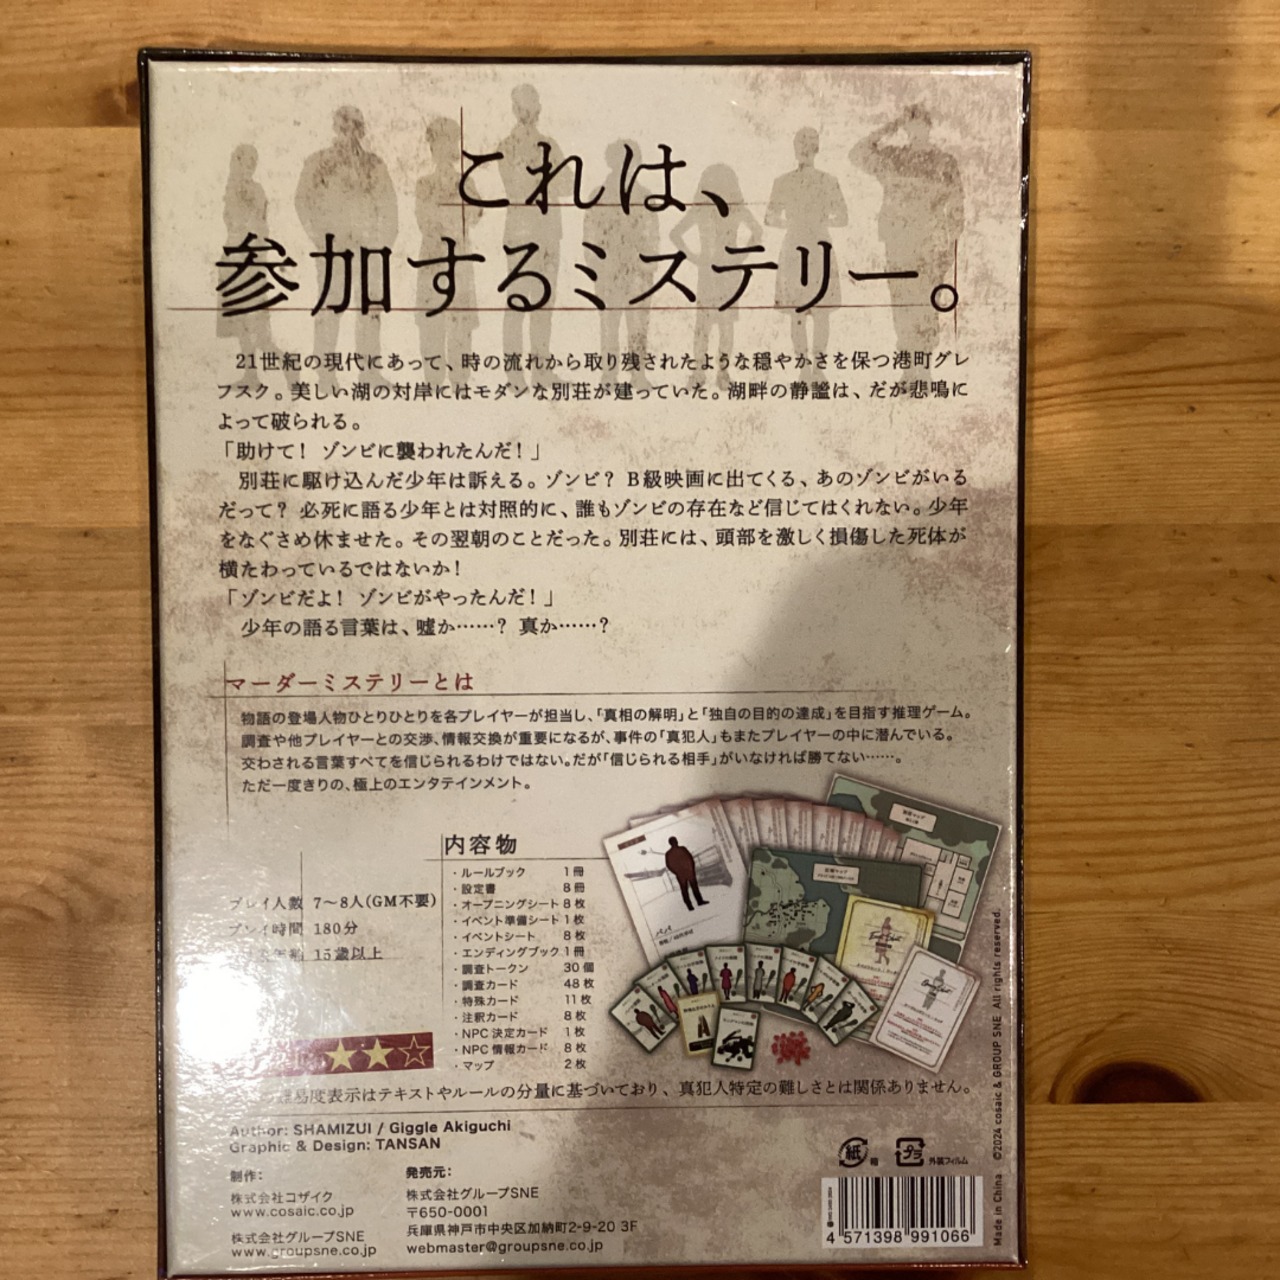 これは、
参加するミステリー。
21世紀の現代にあって、時の流れから取り残されたような穏やかさを保つ港町グレ
フスク。美しい湖の対岸にはモダンな別荘が建っていた。湖畔の静謐は、だが悲鳴に
よって破られる。
「助けて！ ゾンビに襲われたんだ！」
別荘に駆け込んだ少年は訴える。ゾンビ？ B級映画に出てくる、あのゾンビがいる
だって？ 必死に語る少年とは対照的に、誰もゾンビの存在など信じてはくれない。少年
をなぐさめ休ませた。その翌朝のことだった。別荘には、頭部を激しく損傷した死体が
横たわっているではないか！
「ゾンビだよ！ ゾンビがやったんだ！」
少年の語る言葉は、嘘か……？ 真か……？
マーダーミステリーとは
物語の登場人物ひとりひとりを各プレイヤーが担当し、「真相の解明」と「独自の目的の達成」を目指す推理ゲーム。
調査や他プレイヤーとの交渉、情報交換が重要になるが、事件の「真犯人」もまたプレイヤーの中に潜んでいる。
交わされる言葉すべてを信じられるわけではない。だが「信じられる相手」がいなければ勝てない……。
ただ一度きりの、極上のエンタテインメント。
プレイ人数 7～8人(GM不要)
プレイ時間 180分
15歳以上
内容物
・ルールブック 1冊
・設定書 8冊
・オープニングシート 8枚
・イベント準備シート 1枚
・イベントシート 8枚
・エンディングブック 1冊
・調査トークン 30個
・調査カード 48枚
・特殊カード 11枚
・注釈カード 8枚
・NPC決定カード 1枚
・NPC情報カード 8枚
・マップ 2枚
★★☆
難易度表示はテキストやルールの分量に基づいており、真犯人特定の難しさとは関係ありません。
Author: SHAMIZUI / Giggle Akiguchi
Graphic & Design: TANSAN
制作：
株式会社コザイク
www.cosaic.co.jp
株式会社グループSNE
www.groupsne.co.jp
発売元：
株式会社グループSNE
〒650-0001
兵庫県神戸市中央区加納町2-9-20 3F
webmaster@groupsne.co.jp
紙 箱
プラ 外装フィルム
4 571398 991066
Made in China ©2024 cosaic & GROUP SNE All rights reserved.